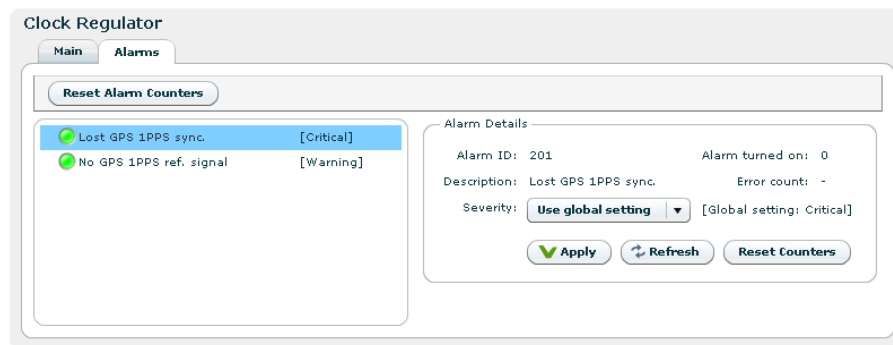 Clock Regulator
Main Alarms
Reset Alarm Counters
Lost GPS 1PPS sync. [Critical]
No GPS 1PPS ref. signal [Warning]
Alarm Details
Alarm ID: 201 Alarm turned on: 0
Description: Lost GPS 1PPS sync. Error count: -
Severity: Use global setting [Global setting: Critical]
Apply Refresh Reset Counters